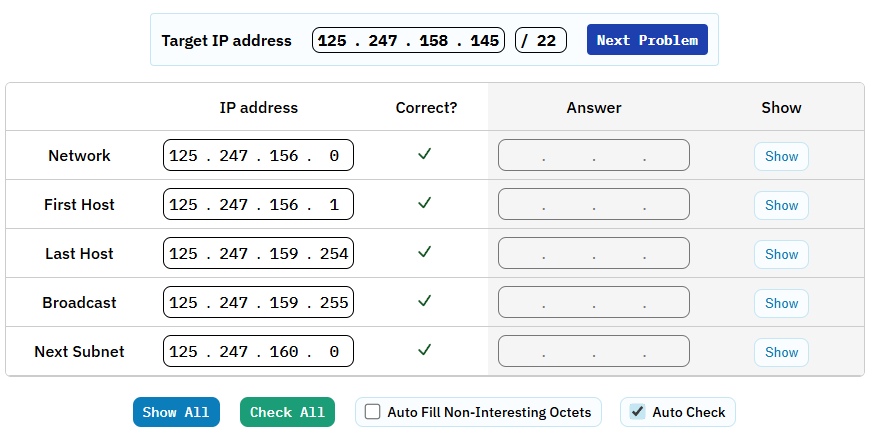 Target IP address 125 . 247 . 158 . 145 / 22 Next Problem
IP address Correct? Answer Show
Network 125 . 247 . 156 . 0 ✓ . . . Show
First Host 125 . 247 . 156 . 1 ✓ . . . Show
Last Host 125 . 247 . 159 . 254 ✓ . . . Show
Broadcast 125 . 247 . 159 . 255 ✓ . . . Show
Next Subnet 125 . 247 . 160 . 0 ✓ . . . Show
Show All Check All Auto Fill Non-Interesting Octets Auto Check